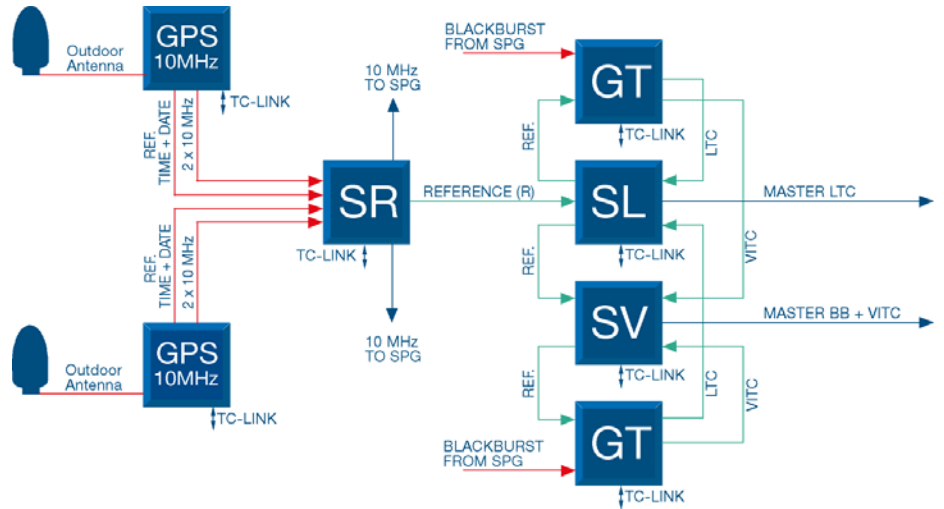 GPS
10MHz
Outdoor
Antenna
TC-LINK
REF.
TIME + DATE
2 x 10 MHz
10 MHz
TO SPG
SR
TC-LINK
REFERENCE (R)
10 MHz
TO SPG
REF.
TIME + DATE
2 x 10 MHz
GPS
10MHz
Outdoor
Antenna
TC-LINK
BLACKBURST
FROM SPG
GT
TC-LINK
REF.
LTC
SL
MASTER LTC
TC-LINK
REF.
VITC
SV
MASTER BB + VITC
TC-LINK
REF.
LTC
VITC
BLACKBURST
FROM SPG
GT
TC-LINK